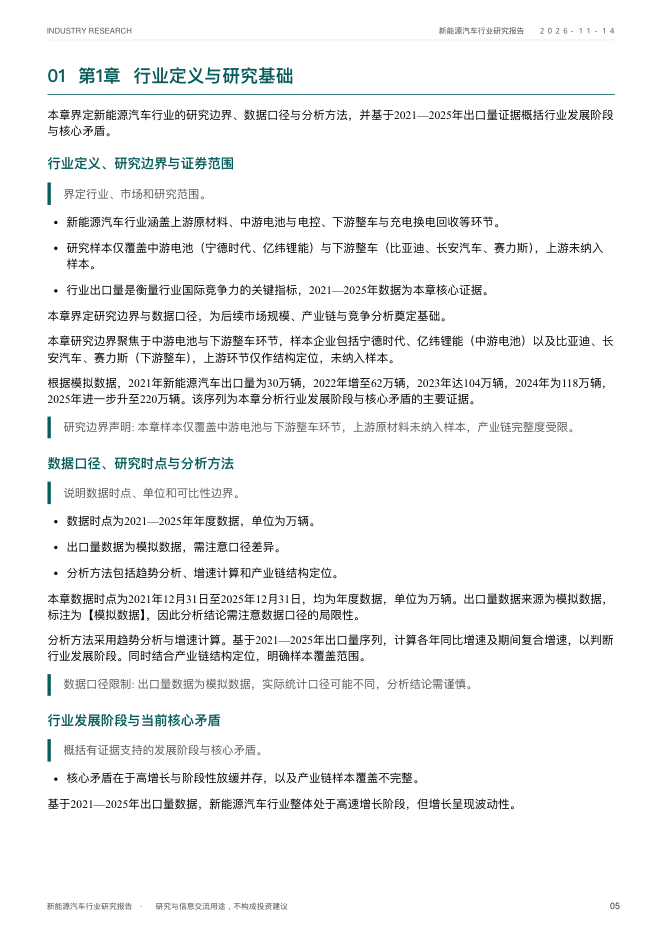 INDUSTRY RESEARCH
新能源汽车行业研究报告 2026-11-14
01 第1章 行业定义与研究基础
本章界定新能源汽车行业的研究边界、数据口径与分析方法，并基于2021—2025年出口量证据概括行业发展阶段
与核心矛盾。
行业定义、研究边界与证券范围
界定行业、市场和研究范围。
• 新能源汽车行业涵盖上游原材料、中游电池与电控、下游整车与充电换电回收等环节。
• 研究样本仅覆盖中游电池（宁德时代、亿纬锂能）与下游整车（比亚迪、长安汽车、赛力斯），上游未纳入
样本。
• 行业出口量是衡量行业国际竞争力的关键指标，2021—2025年数据为本章核心证据。
本章界定研究边界与数据口径，为后续市场规模、产业链与竞争分析奠定基础。
本章研究边界聚焦于中游电池与下游整车环节，样本企业包括宁德时代、亿纬锂能（中游电池）以及比亚迪、长
安汽车、赛力斯（下游整车），上游环节仅作结构定位，未纳入样本。
根据模拟数据，2021年新能源汽车出口量为30万辆，2022年增至62万辆，2023年达104万辆，2024年为118万辆，
2025年进一步升至220万辆。该序列为本章分析行业发展阶段与核心矛盾的主要证据。
研究边界声明: 本章样本仅覆盖中游电池与下游整车环节，上游原材料未纳入样本，产业链完整度受限。
数据口径、研究时点与分析方法
说明数据时点、单位和可比性边界。
• 数据时点为2021—2025年年度数据，单位为万辆。
• 出口量数据为模拟数据，需注意口径差异。
• 分析方法包括趋势分析、增速计算和产业链结构定位。
本章数据时点为2021年12月31日至2025年12月31日，均为年度数据，单位为万辆。出口量数据来源为模拟数据，
标注为【模拟数据】，因此分析结论需注意数据口径的局限性。
分析方法采用趋势分析与增速计算。基于2021—2025年出口量序列，计算各年同比增速及期间复合增速，以判断
行业发展阶段。同时结合产业链结构定位，明确样本覆盖范围。
数据口径限制: 出口量数据为模拟数据，实际统计口径可能不同，分析结论需谨慎。
行业发展阶段与当前核心矛盾
概括有证据支持的发展阶段与核心矛盾。
• 核心矛盾在于高增长与阶段性放缓并存，以及产业链样本覆盖不完整。
基于2021—2025年出口量数据，新能源汽车行业整体处于高速增长阶段，但增长呈现波动性。
新能源汽车行业研究报告 · 研究与信息交流用途，不构成投资建议
05